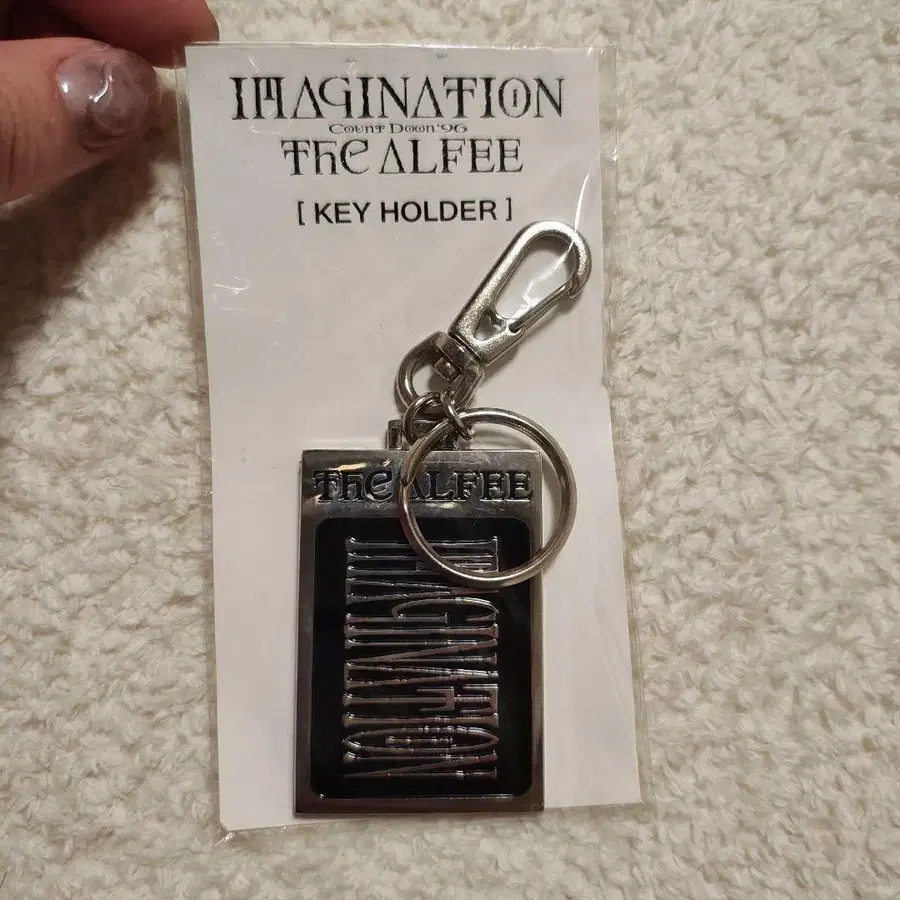 IMAGINATION
Count Down '96
THE ALFEE
[ KEY HOLDER ]
THE ALFEE
IMAGINATION